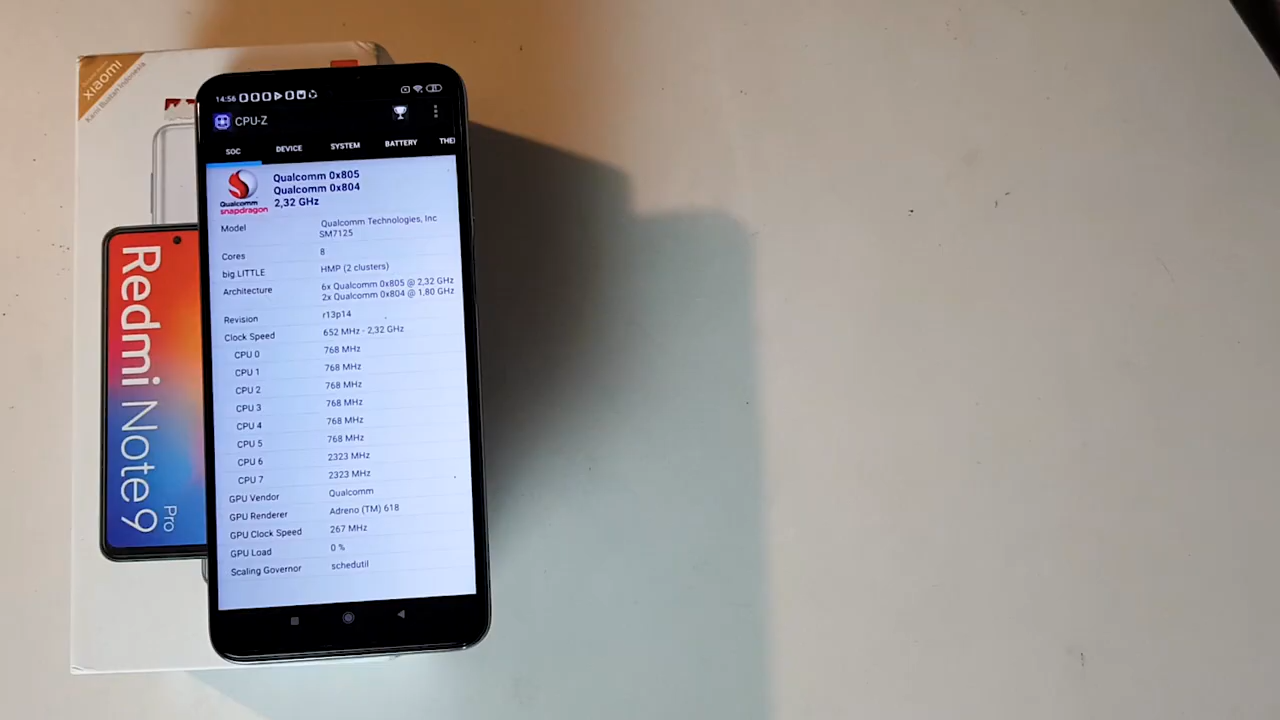 xiaomi
Redmi Note 9
Pro
14:56
CPU-Z
SOC DEVICE SYSTEM BATTERY THE
Qualcomm
snapdragon
Qualcomm 0x805
Qualcomm 0x804
2,32 GHz
Model Qualcomm Technologies, Inc
SM7125
Cores 8
big LITTLE HMP (2 clusters)
Architecture 6x Qualcomm 0x805 @ 2,32 GHz
2x Qualcomm 0x804 @ 1,80 GHz
Revision r13p14
Clock Speed 652 MHz - 2,32 GHz
CPU 0 768 MHz
CPU 1 768 MHz
CPU 2 768 MHz
CPU 3 768 MHz
CPU 4 768 MHz
CPU 5 768 MHz
CPU 6 2323 MHz
CPU 7 2323 MHz
GPU Vendor Qualcomm
GPU Renderer Adreno (TM) 618
GPU Clock Speed 267 MHz
GPU Load 0 %
Scaling Governor schedutil